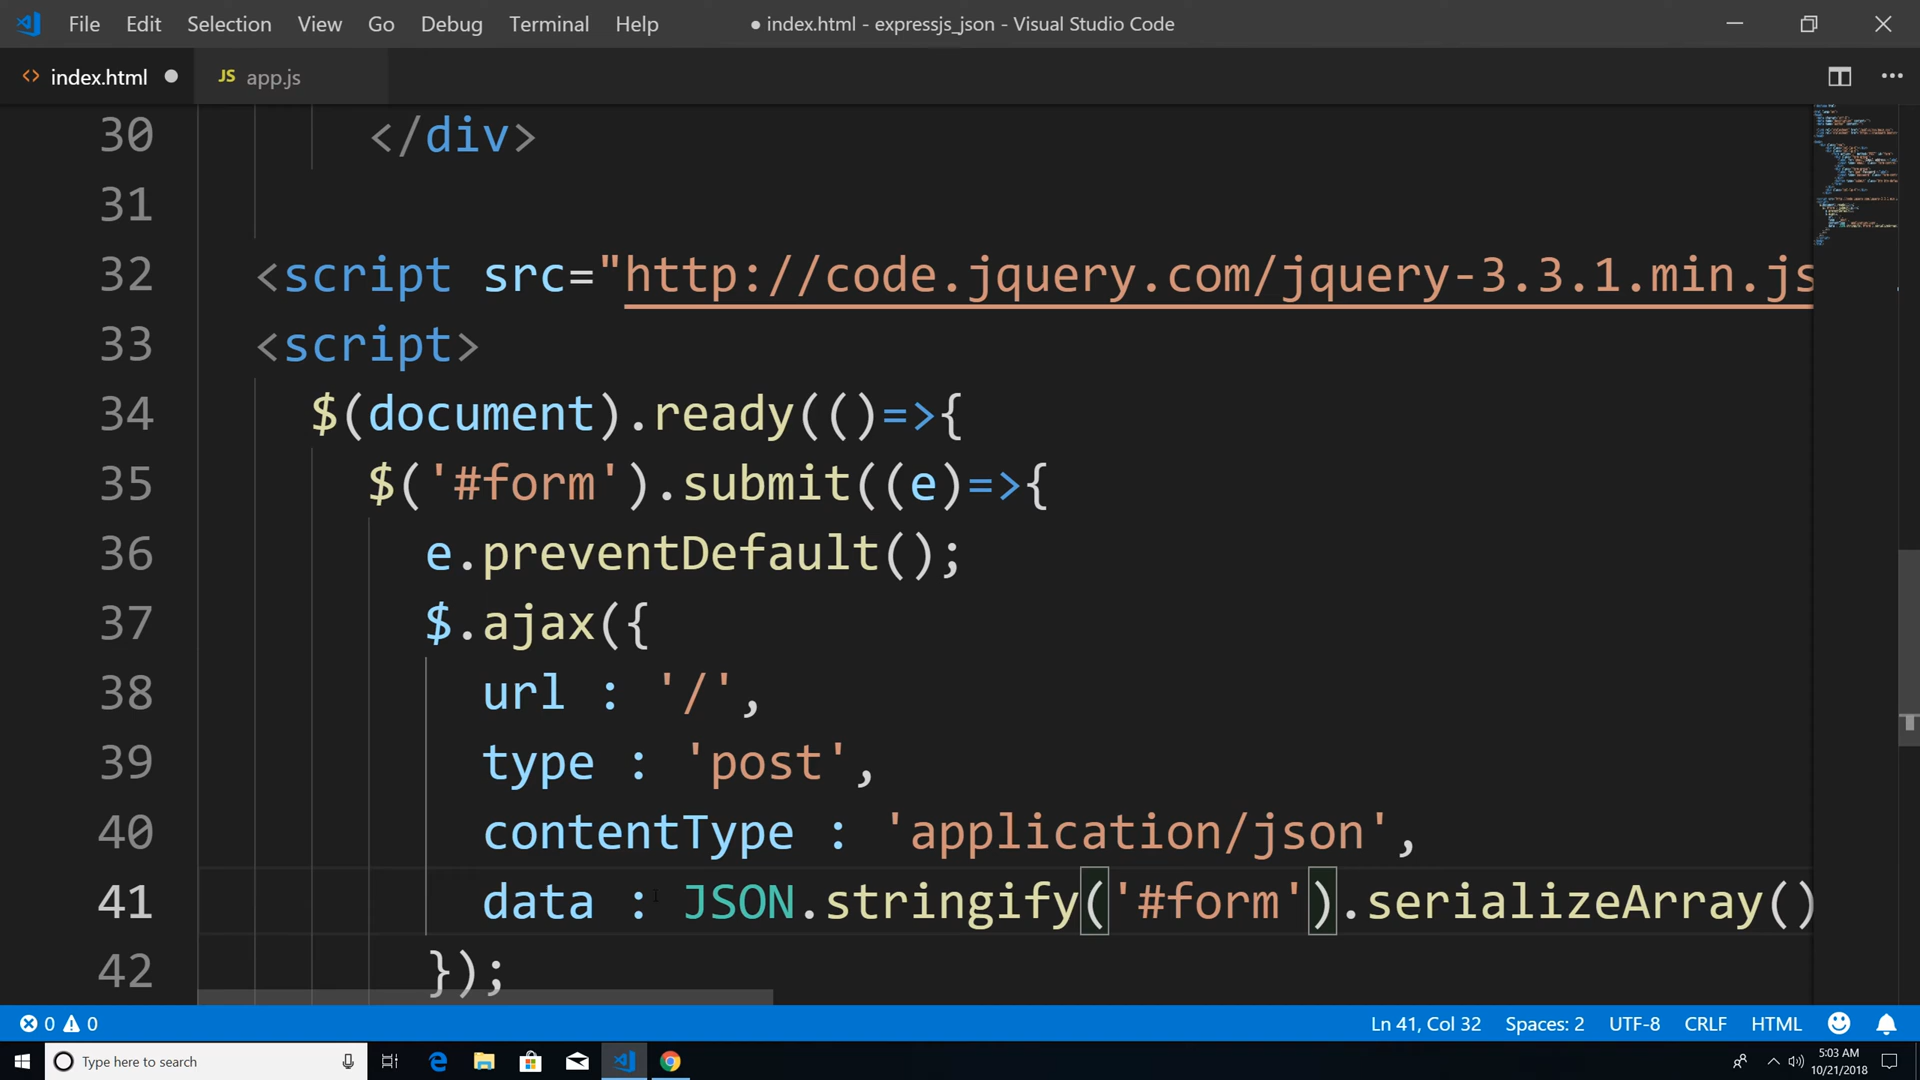 File Edit Selection View Go Debug Terminal Help ● index.html - expressjs_json - Visual Studio Code
<> index.html ● JS app.js
30 </div>
31
32 <script src="http://code.jquery.com/jquery-3.3.1.min.js
33 <script>
34 $(document).ready(()=>{
35 $('#form').submit((e)=>{
36 e.preventDefault();
37 $.ajax({
38 url : '/',
39 type : 'post',
40 contentType : 'application/json',
41 data : JSON.stringify('#form').serializeArray()
42 });
0 0 Ln 41, Col 32 Spaces: 2 UTF-8 CRLF HTML
Type here to search 5:03 AM
10/21/2018